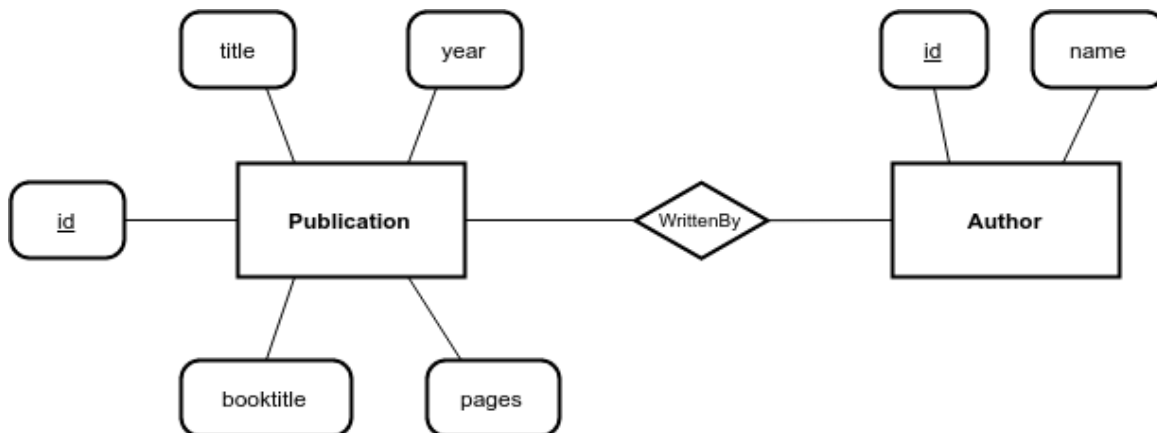 title
year
id
name
id
Publication
WrittenBy
Author
booktitle
pages